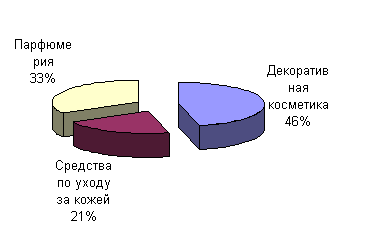 Парфюме
рия
33%
Декоратив
ная
косметика
46%
Средства
по уходу
за кожей
21%